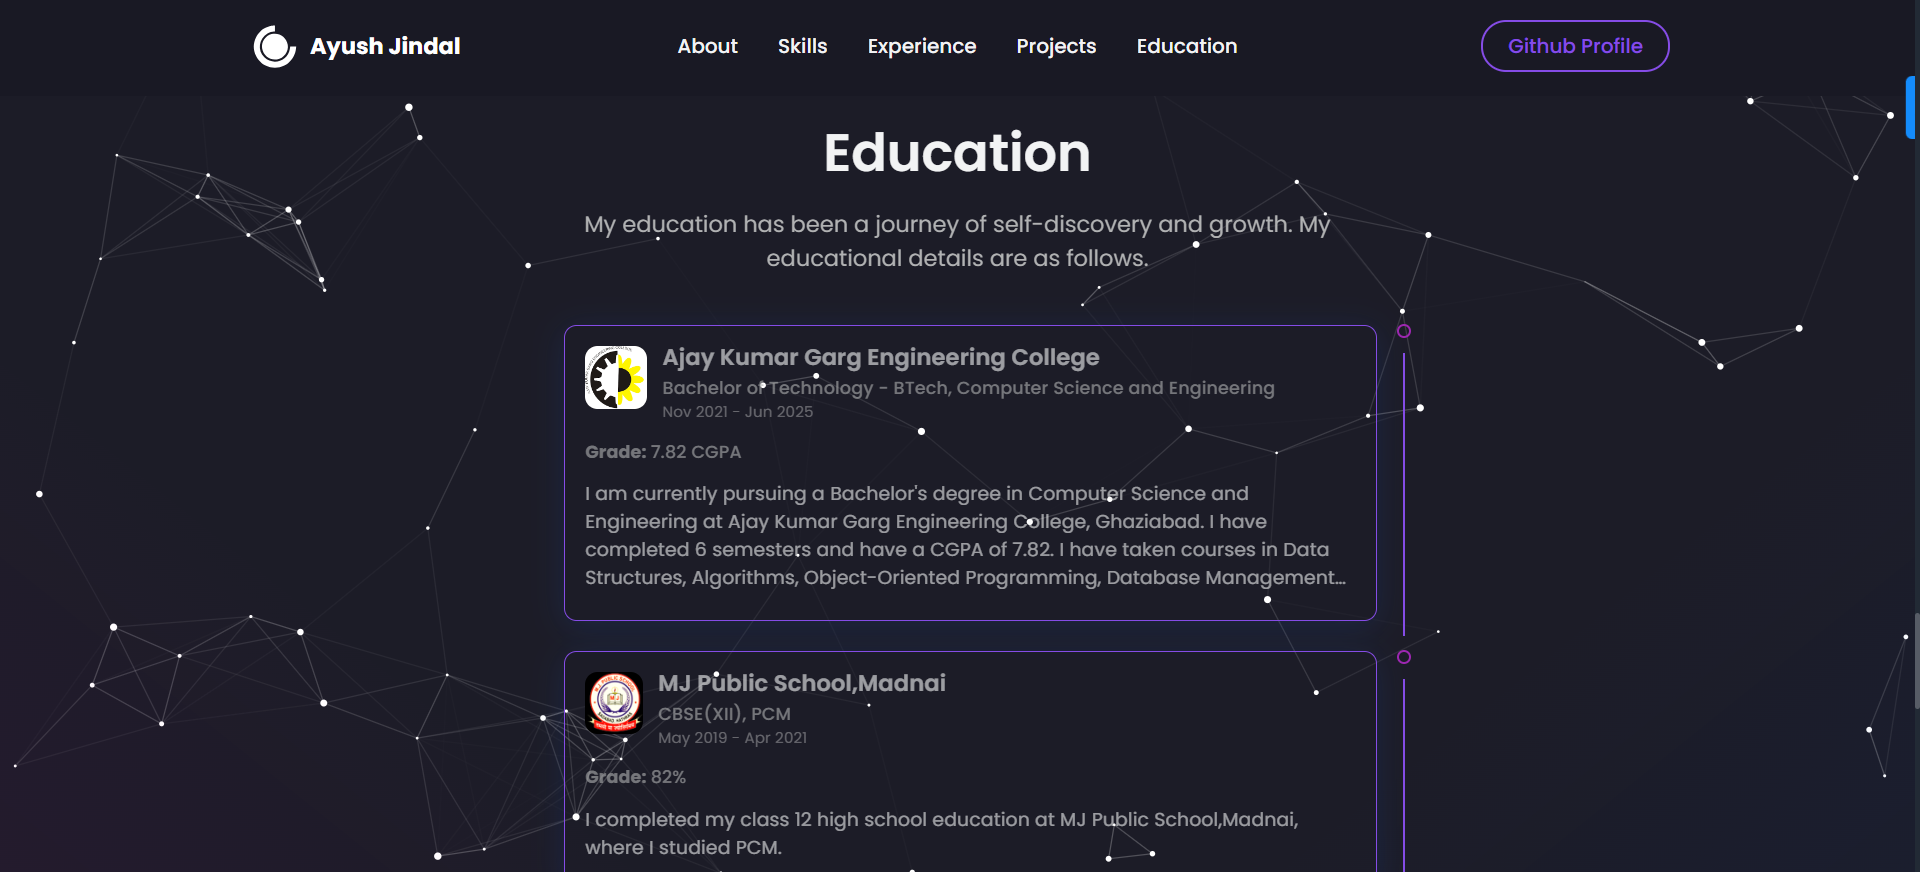 Ayush Jindal
About Skills Experience Projects Education
Github Profile
Education
My education has been a journey of self-discovery and growth. My
educational details are as follows.
Ajay Kumar Garg Engineering College
Bachelor of Technology - BTech, Computer Science and Engineering
Nov 2021 - Jun 2025
Grade: 7.82 CGPA
I am currently pursuing a Bachelor's degree in Computer Science and
Engineering at Ajay Kumar Garg Engineering College, Ghaziabad. I have
completed 6 semesters and have a CGPA of 7.82. I have taken courses in Data
Structures, Algorithms, Object-Oriented Programming, Database Management...
MJ Public School,Madnai
CBSE(XII), PCM
May 2019 - Apr 2021
Grade: 82%
I completed my class 12 high school education at MJ Public School,Madnai,
where I studied PCM.